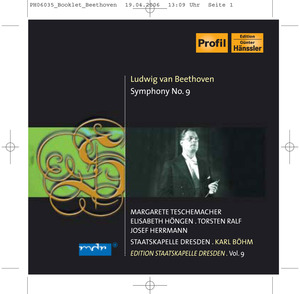 PH06035_Booklet_Beethoven 19.04.2006 13:09 Uhr Seite 1
Profil
Edition
Günter
Hänssler
Ludwig van Beethoven
Symphony No. 9
MARGARETE TESCHEMACHER
ELISABETH HÖNGEN . TORSTEN RALF
JOSEF HERRMANN
STAATSKAPELLE DRESDEN . KARL BÖHM
EDITION STAATSKAPELLE DRESDEN . Vol. 9
mdr